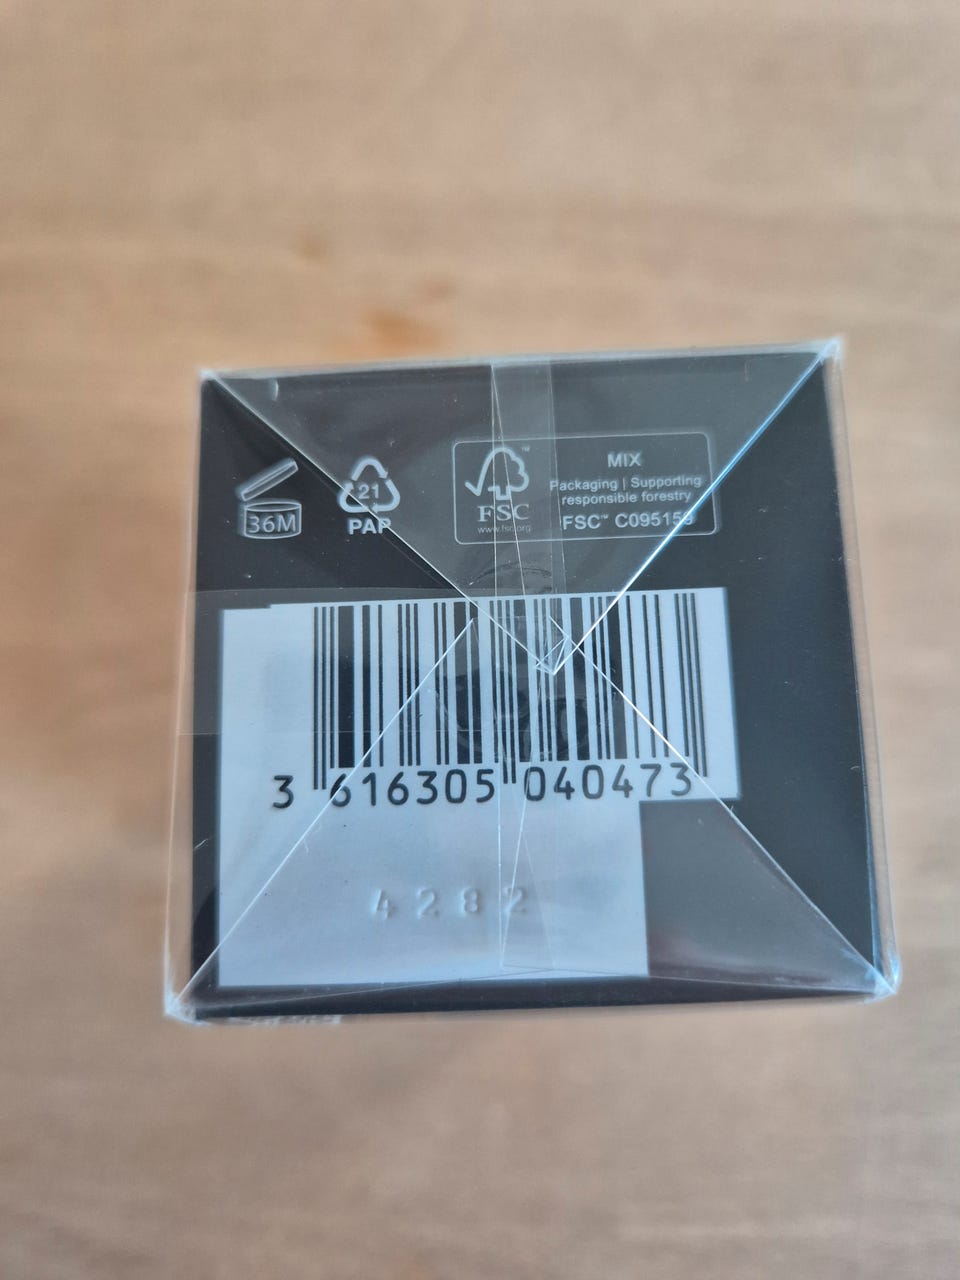 36M
21
PAP
FSC
www.fsc.org
MIX
Packaging | Supporting
responsible forestry
FSC™ C095159
3 616305 040473
4282